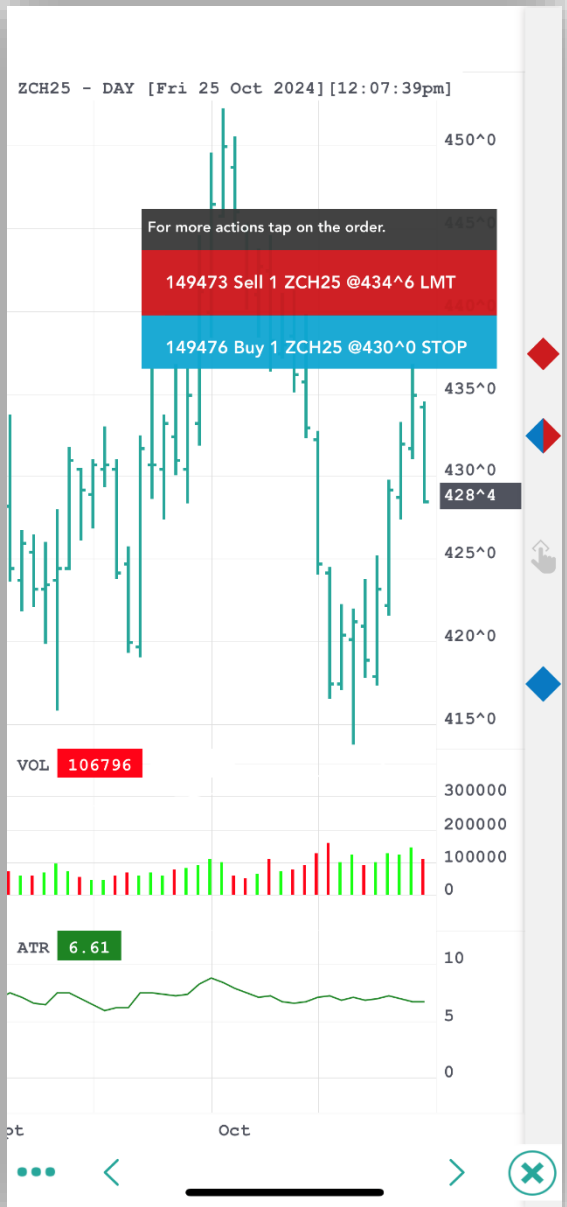 ZCH25 - DAY [Fri 25 Oct 2024][12:07:39pm]
450^0
445^0
For more actions tap on the order.
149473 Sell 1 ZCH25 @434^6 LMT
440^0
149476 Buy 1 ZCH25 @430^0 STOP
435^0
430^0
428^4
425^0
420^0
415^0
VOL 106796
300000
200000
100000
0
ATR 6.61
10
5
0
pt Oct